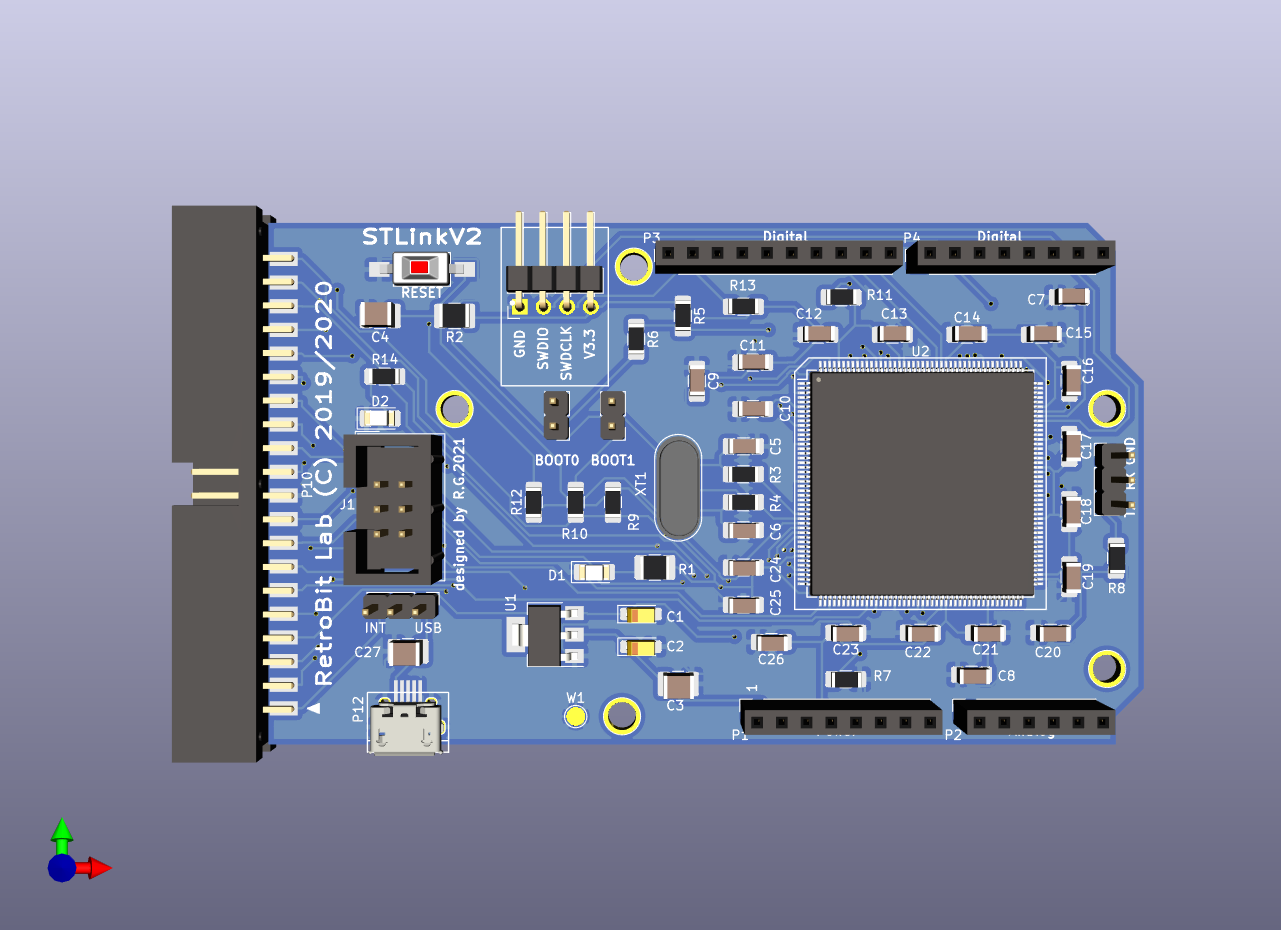 STLinkV2
RESET
P3
Digital
P4
Digital
C4
R2
GND
SWDIO
SWDCLK
V3.3
R5
R6
R13
R11
C7
C12
C13
C14
C15
U2
R14
C11
C9
C10
C16
D2
BOOT0
BOOT1
XT1
C5
R3
R4
C6
C24
C25
C17
C18
C19
GND
R8
P10
J1
RetroBit Lab (C) 2019/2020
designed by R.G.2021
R12
R10
R9
D1
R1
U1
C1
C2
INT
USB
C27
C3
C26
C23
C22
C21
C20
R7
C8
P12
W1
1
P1
P2